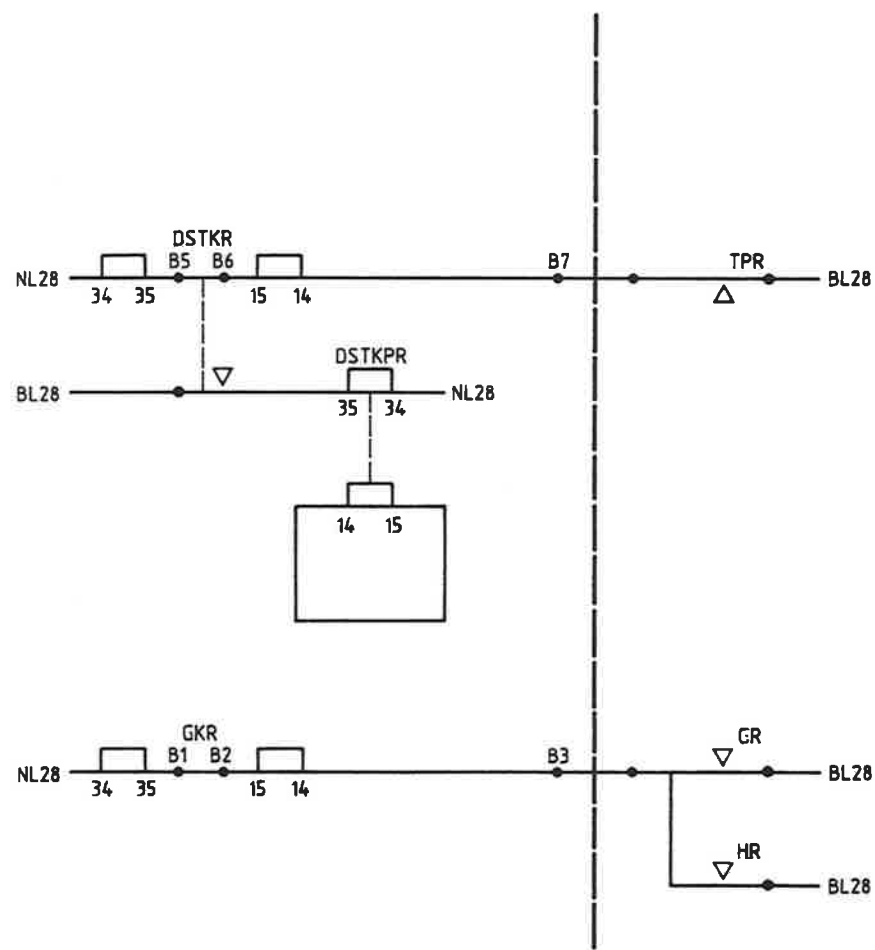 DSTKR
B5 B6 B7 TPR
NL28 BL28
34 35 15 14
DSTKPR
BL28 NL28
35 34
14 15
GKR GR
B1 B2 B3
NL28 BL28
34 35 15 14
HR
BL28